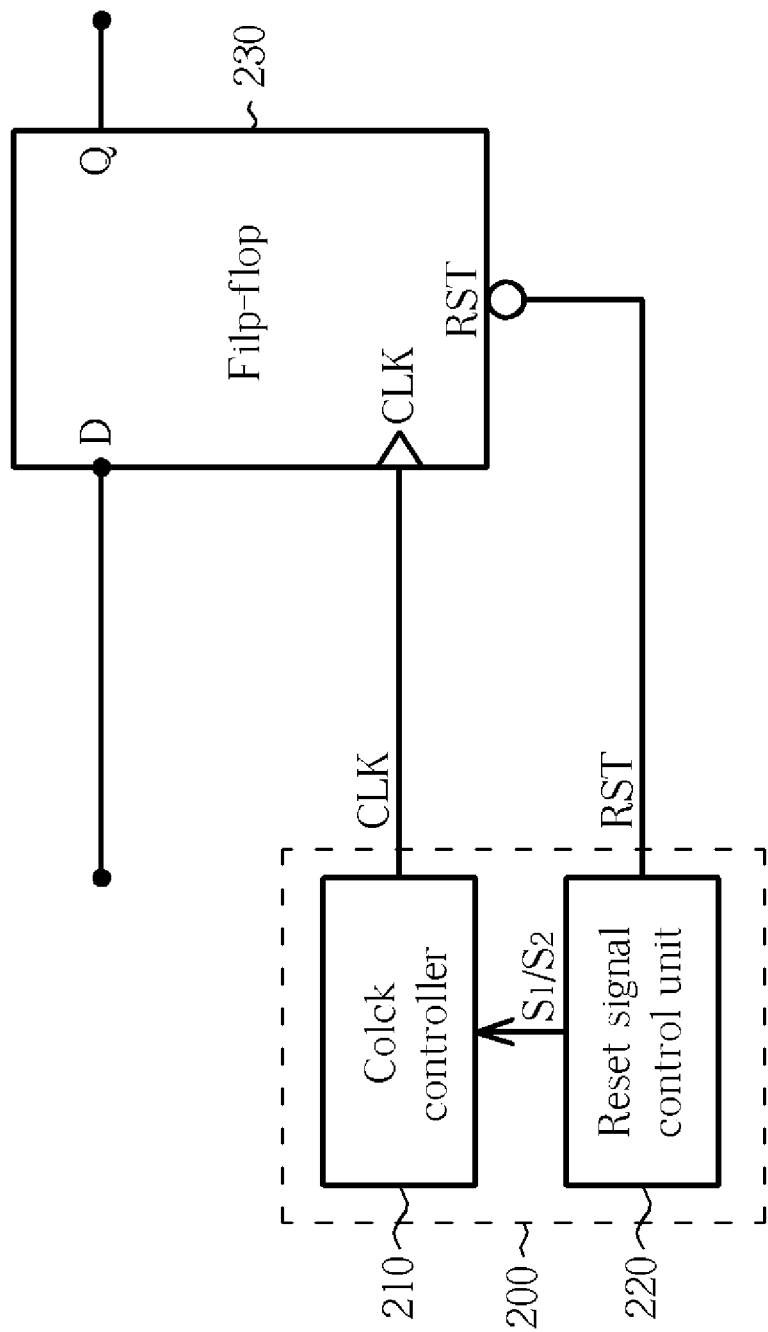 D
Q
Filp-flop
230
CLK
RST
CLK
RST
Colck
controller
S1/S2
Reset signal
control unit
210
200
220